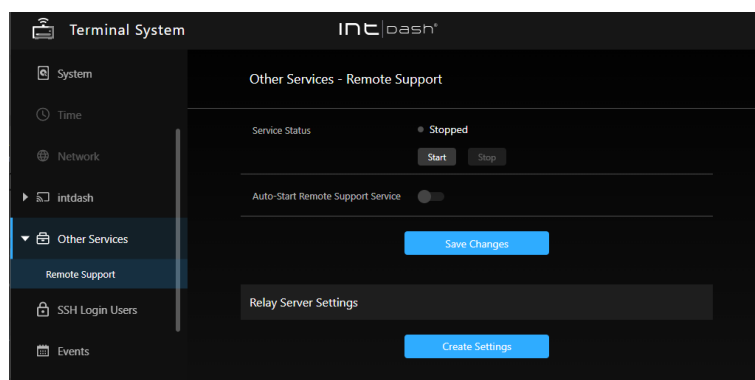 Terminal System
intdash®
System
Other Services - Remote Support
Time
Service Status
Stopped
Network
Start
Stop
intdash
Auto-Start Remote Support Service
Other Services
Save Changes
Remote Support
SSH Login Users
Relay Server Settings
Events
Create Settings